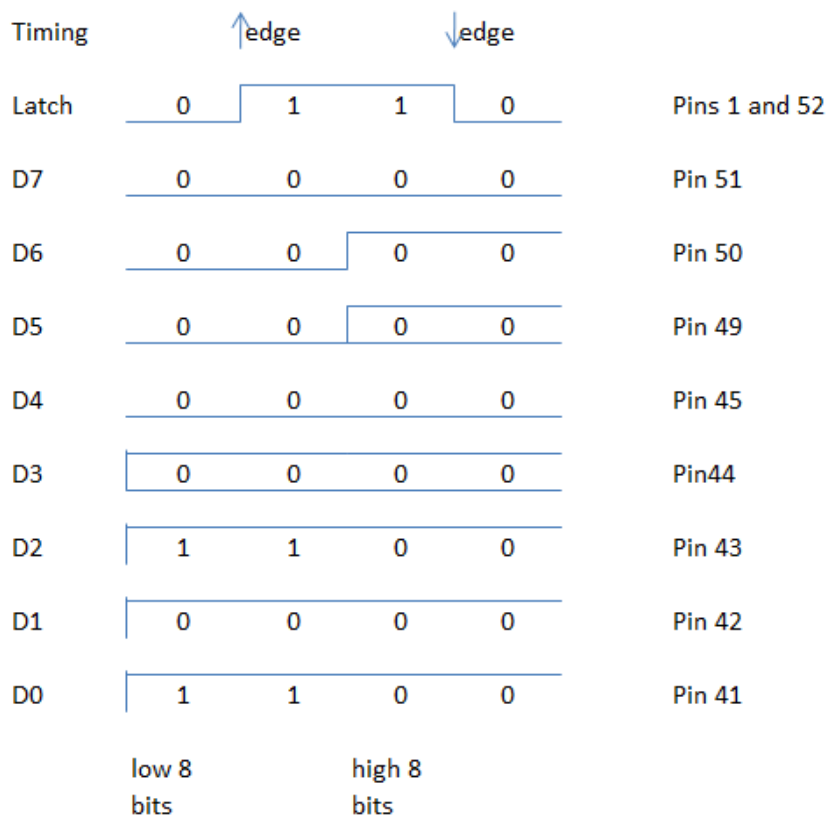 Timing edge edge
Latch 0 1 1 0 Pins 1 and 52
D7 0 0 0 0 Pin 51
D6 0 0 0 0 Pin 50
D5 0 0 0 0 Pin 49
D4 0 0 0 0 Pin 45
D3 0 0 0 0 Pin44
D2 1 1 0 0 Pin 43
D1 0 0 0 0 Pin 42
D0 1 1 0 0 Pin 41
low 8 high 8
bits bits